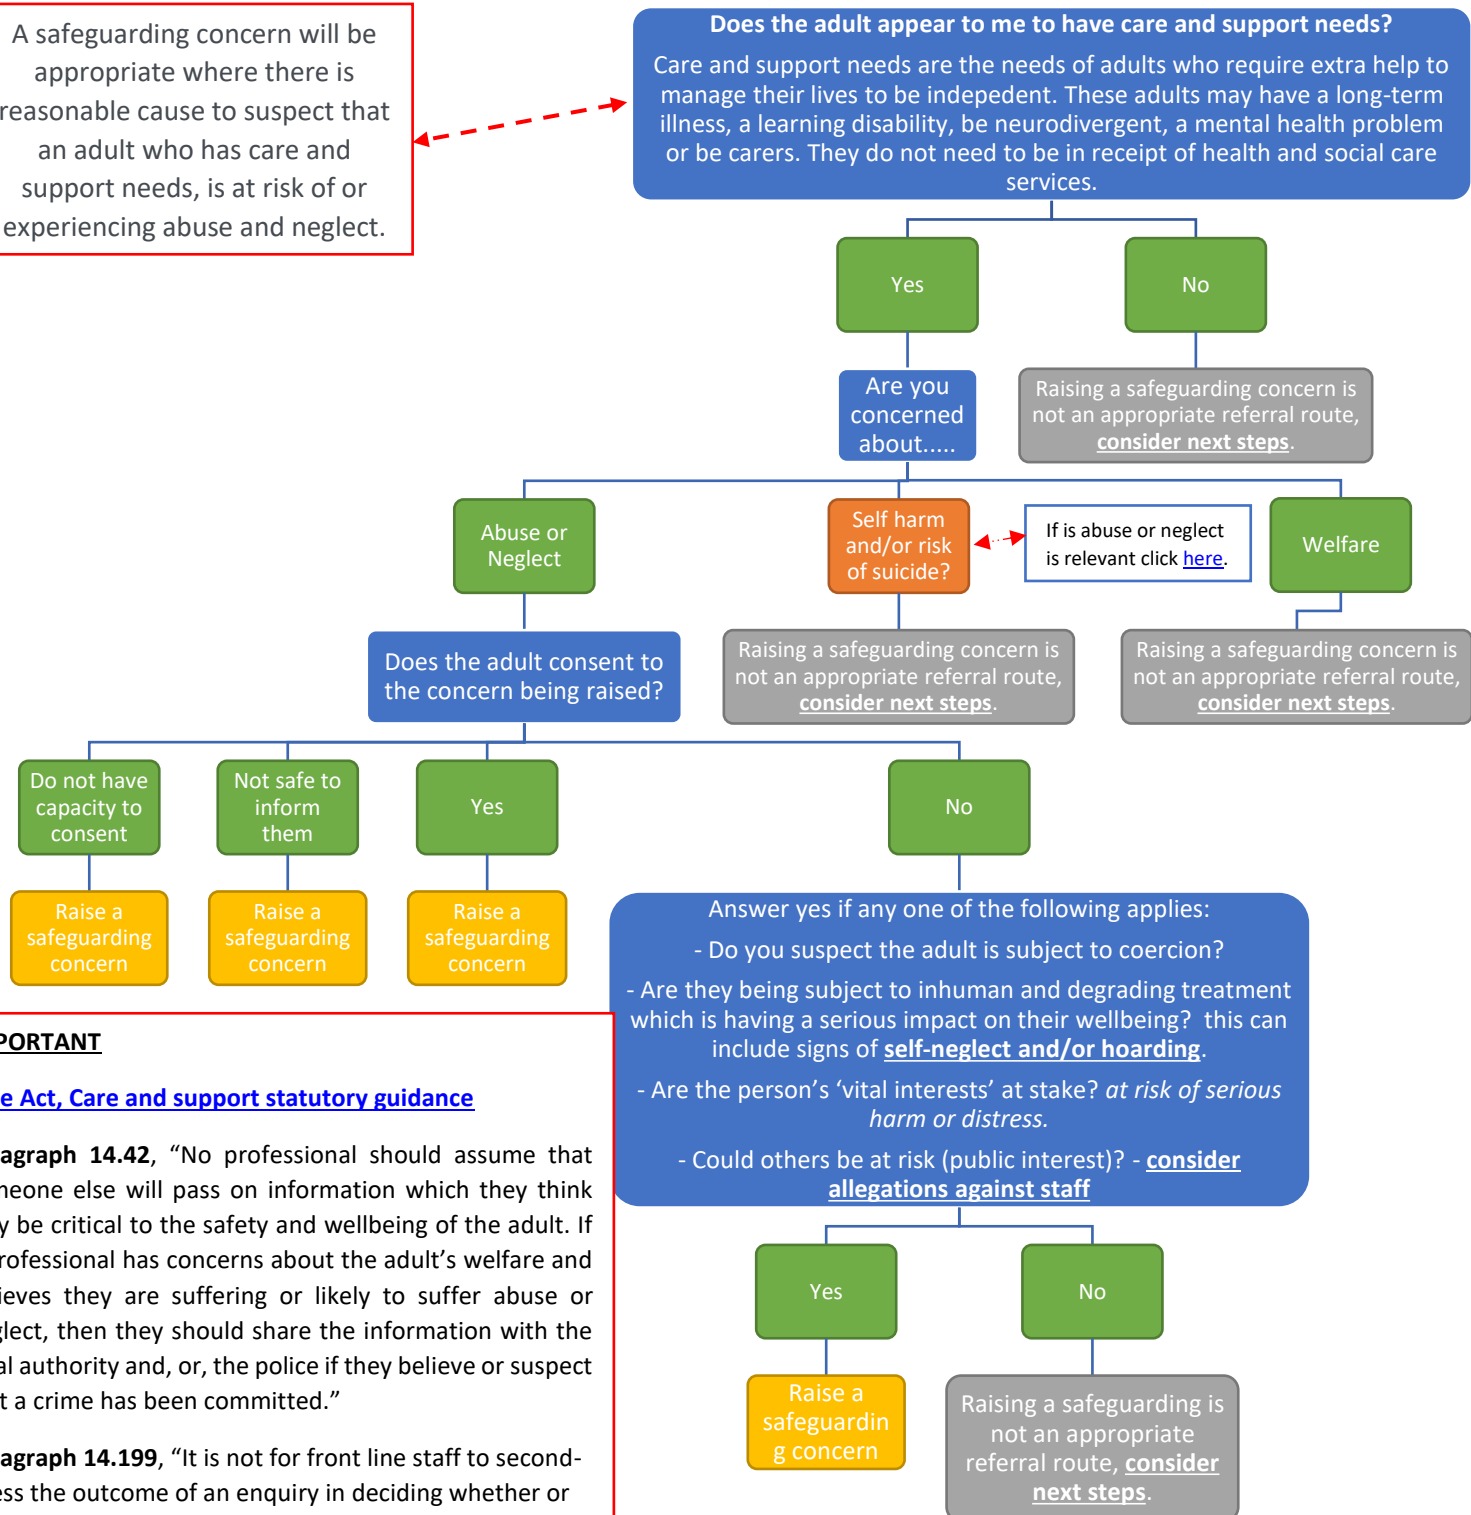 A safeguarding concern will be
appropriate where there is
reasonable cause to suspect that
an adult who has care and
support needs, is at risk of or
experiencing abuse and neglect.
Does the adult appear to me to have care and support needs?
Care and support needs are the needs of adults who require extra help to
manage their lives to be indepedent. These adults may have a long-term
illness, a learning disability, be neurodivergent, a mental health problem
or be carers. They do not need to be in receipt of health and social care
services.
Yes
No
Are you
concerned
about.....
Raising a safeguarding concern is
not an appropriate referral route,
consider next steps.
Abuse or
Neglect
Self harm
and/or risk
of suicide?
If is abuse or neglect
is relevant click here.
Welfare
Does the adult consent to
the concern being raised?
Raising a safeguarding concern is
not an appropriate referral route,
consider next steps.
Raising a safeguarding concern is
not an appropriate referral route,
consider next steps.
Do not have
capacity to
consent
Not safe to
inform
them
Yes
No
Raise a
safeguarding
concern
Raise a
safeguarding
concern
Raise a
safeguarding
concern
Answer yes if any one of the following applies:
- Do you suspect the adult is subject to coercion?
- Are they being subject to inhuman and degrading treatment
which is having a serious impact on their wellbeing? this can
include signs of self-neglect and/or hoarding.
- Are the person’s ‘vital interests’ at stake? at risk of serious
harm or distress.
- Could others be at risk (public interest)? - consider
allegations against staff
PORTANT
e Act, Care and support statutory guidance
agraph 14.42, “No professional should assume that
meone else will pass on information which they think
y be critical to the safety and wellbeing of the adult. If
rofessional has concerns about the adult’s welfare and
ieves they are suffering or likely to suffer abuse or
glect, then they should share the information with the
al authority and, or, the police if they believe or suspect
t a crime has been committed.”
agraph 14.199, “It is not for front line staff to second-
ess the outcome of an enquiry in deciding whether or
Yes
No
Raise a
safeguardin
g concern
Raising a safeguarding is
not an appropriate
referral route, consider
next steps.